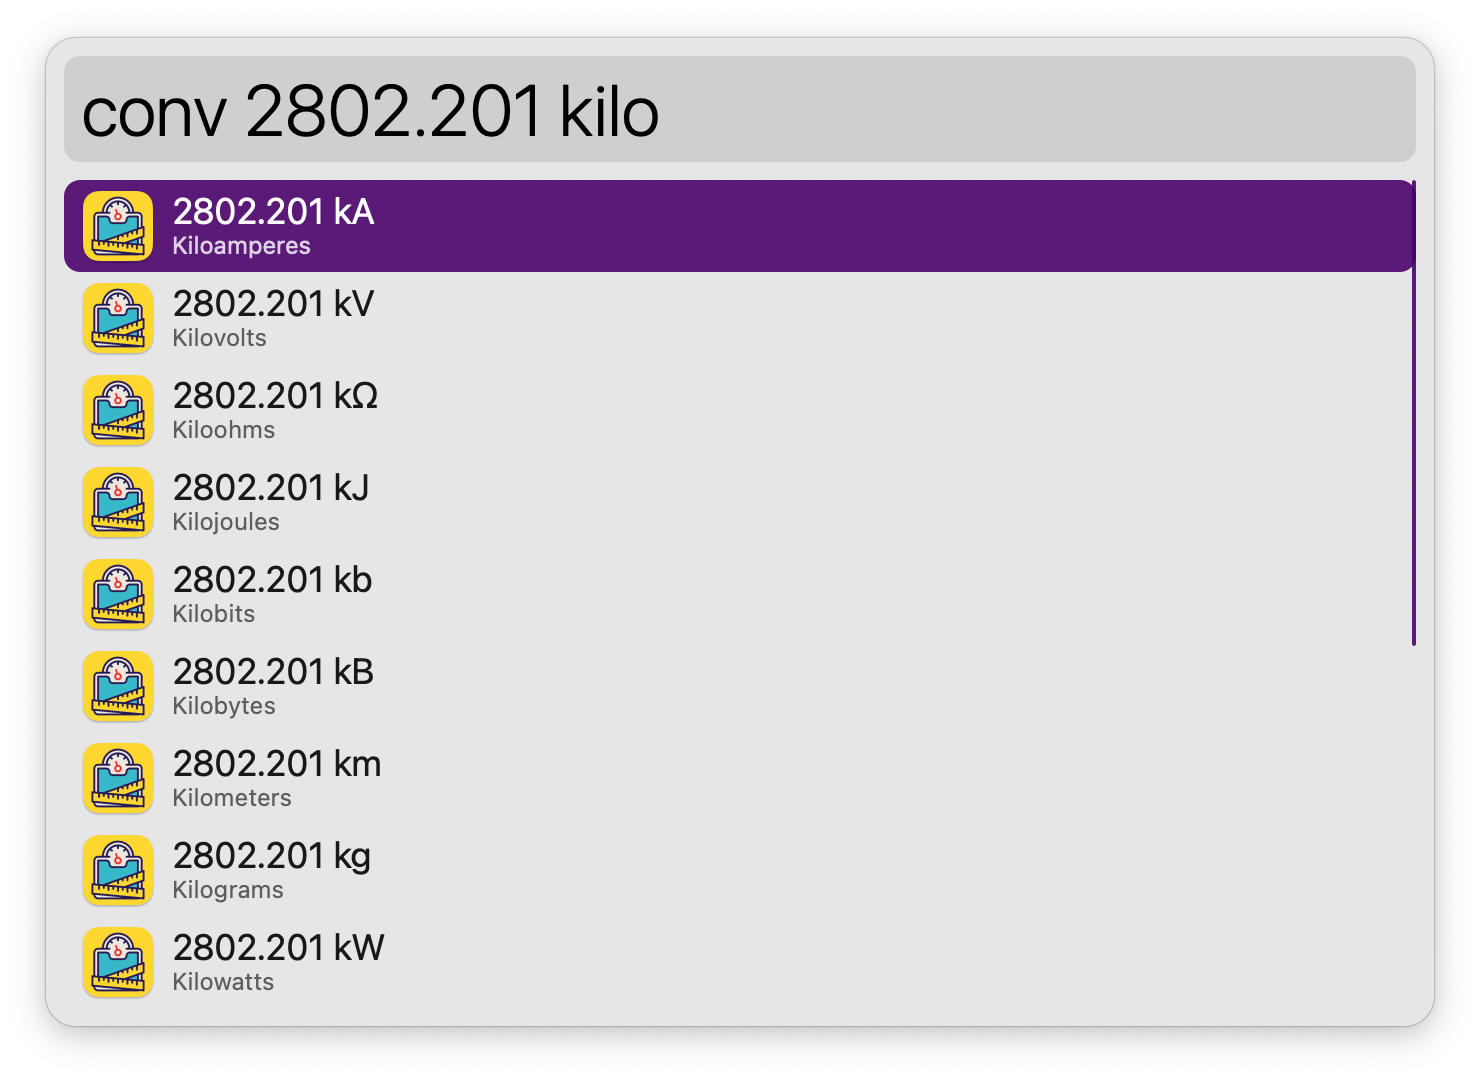 conv 2802.201 kilo
2802.201 kA
Kiloamperes
2802.201 kV
Kilovolts
2802.201 kΩ
Kiloohms
2802.201 kJ
Kilojoules
2802.201 kb
Kilobits
2802.201 kB
Kilobytes
2802.201 km
Kilometers
2802.201 kg
Kilograms
2802.201 kW
Kilowatts